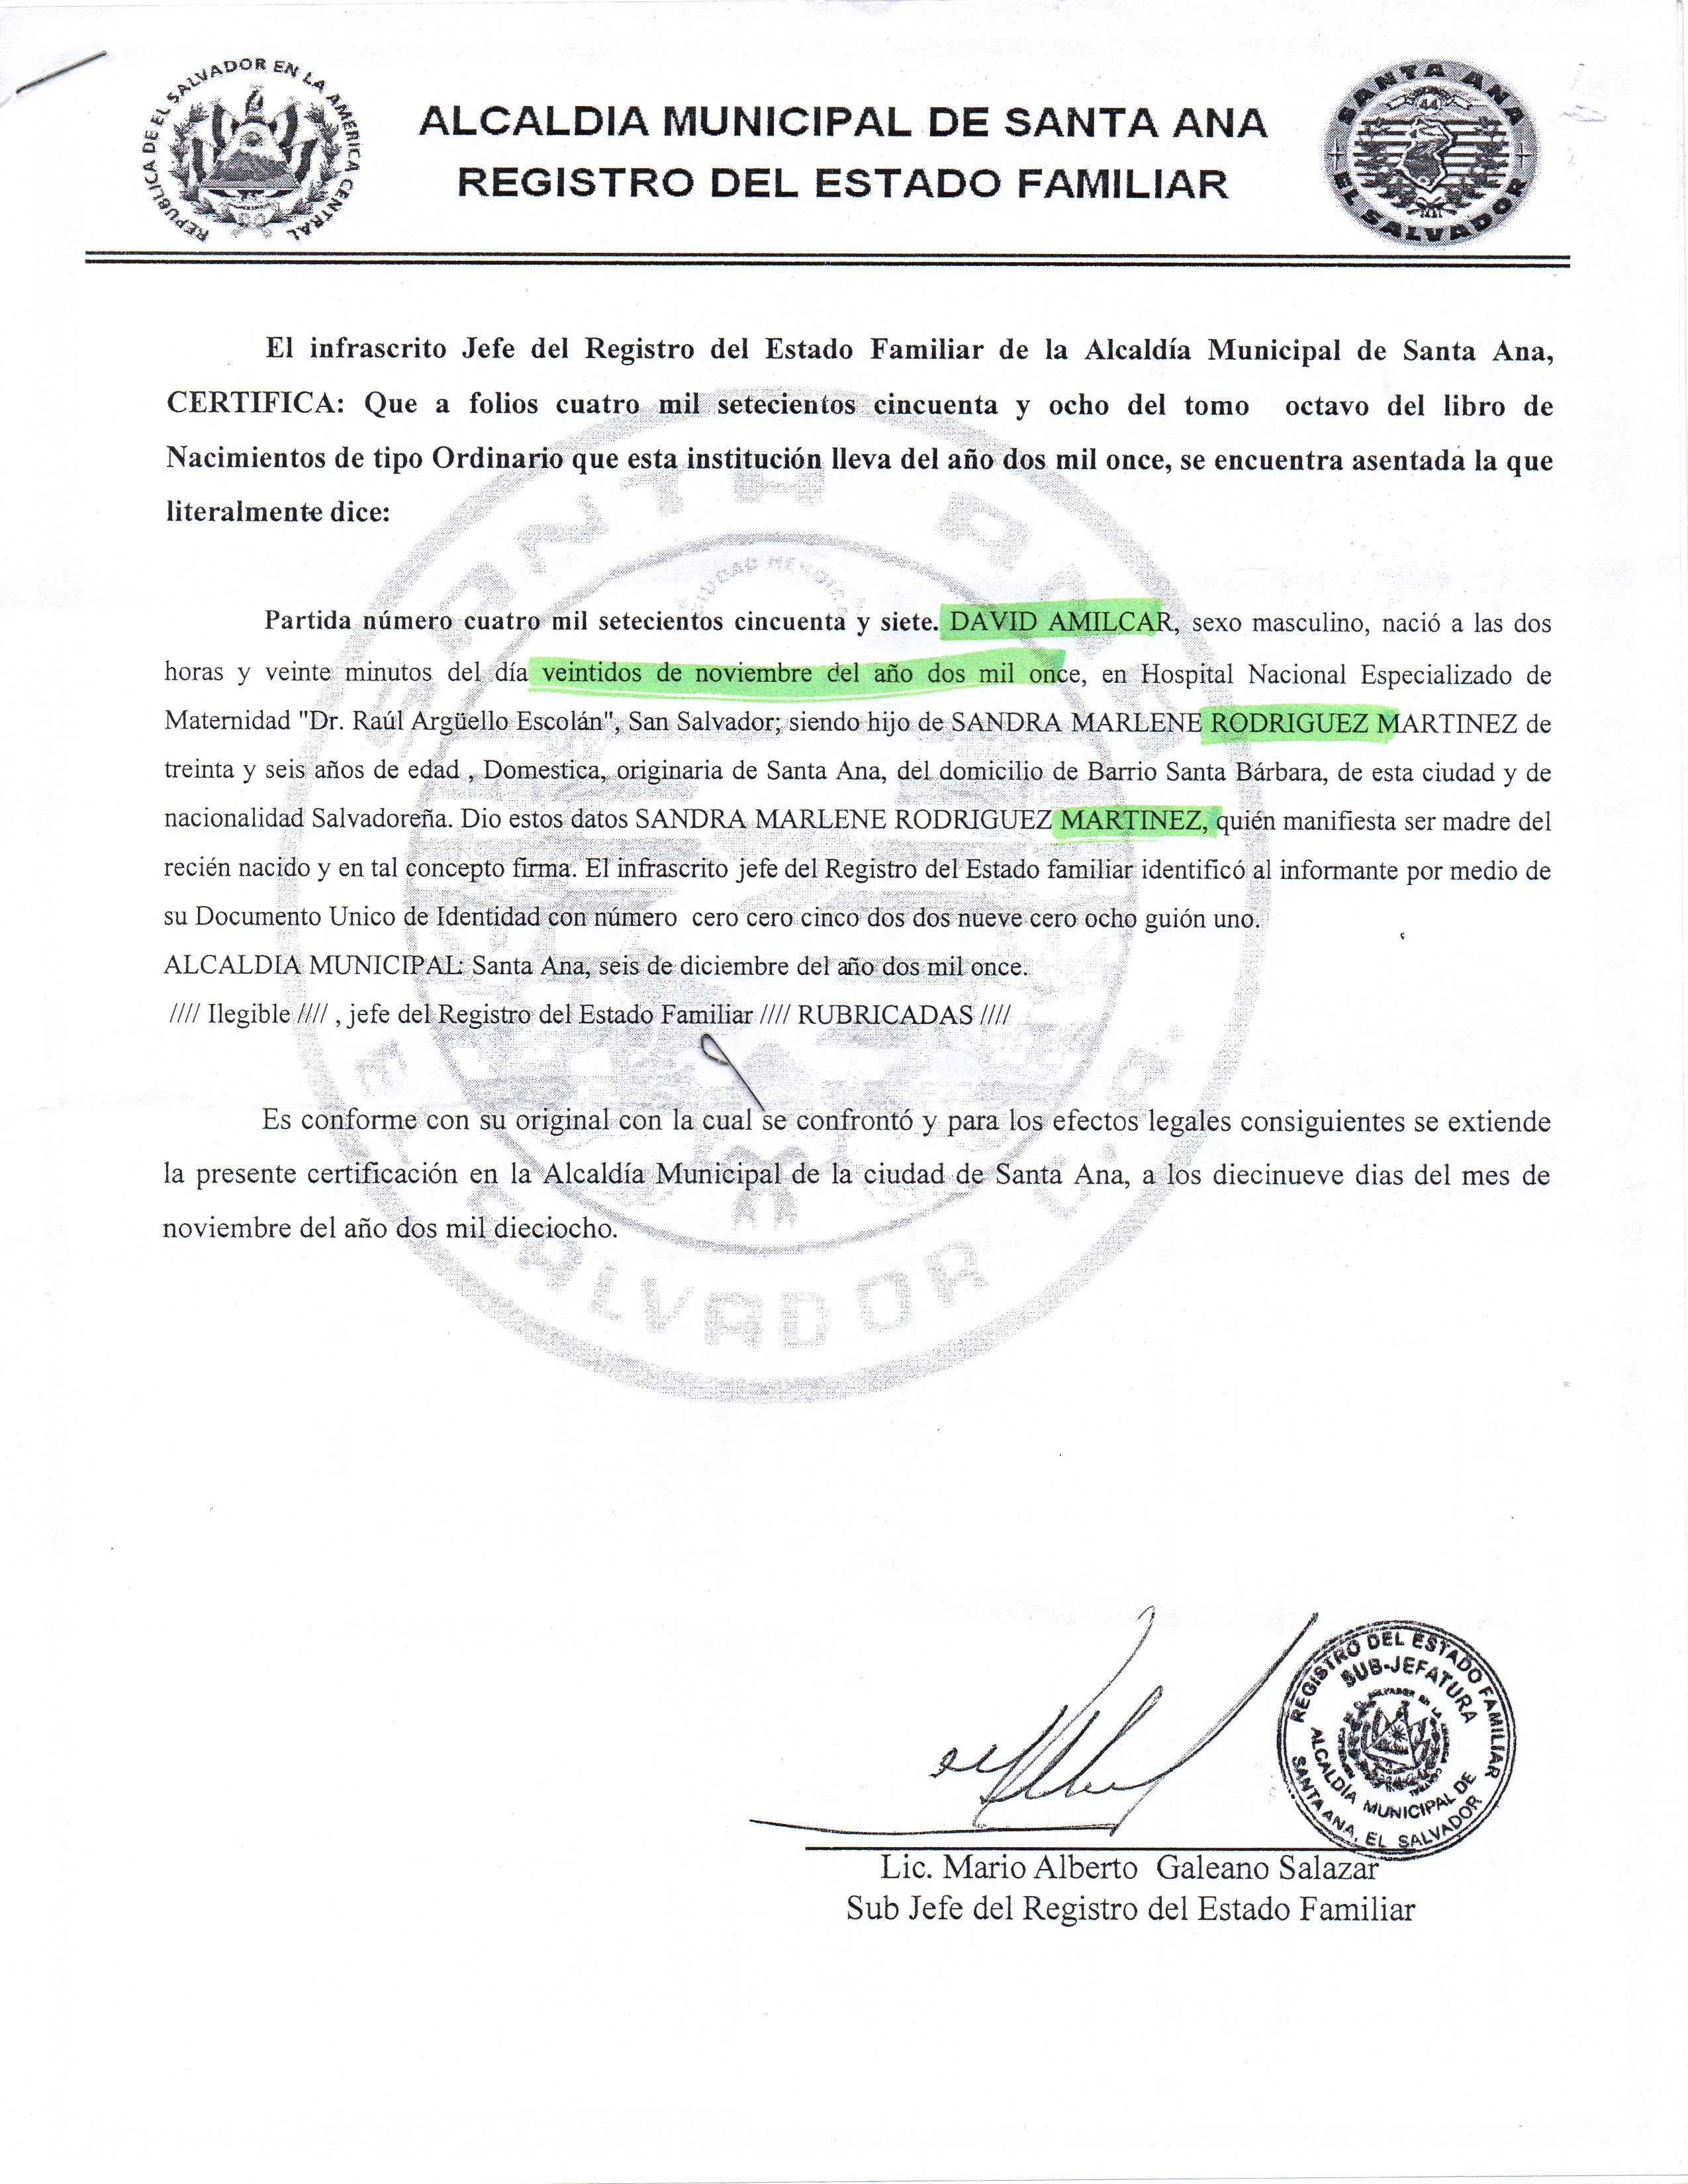 REPUBLICA DE EL SALVADOR EN LA AMERICA CENTRAL
ALCALDIA MUNICIPAL DE SANTA ANA
REGISTRO DEL ESTADO FAMILIAR
SANTA ANA
44
EL SALVADOR
El infrascrito Jefe del Registro del Estado Familiar de la Alcaldía Municipal de Santa Ana,
CERTIFICA: Que a folios cuatro mil setecientos cincuenta y ocho del tomo octavo del libro de
Nacimientos de tipo Ordinario que esta institución lleva del año dos mil once, se encuentra asentada la que
literalmente dice:
Partida número cuatro mil setecientos cincuenta y siete. DAVID AMILCAR, sexo masculino, nació a las dos
horas y veinte minutos del día veintidos de noviembre del año dos mil once, en Hospital Nacional Especializado de
Maternidad "Dr. Raúl Argüello Escolán", San Salvador; siendo hijo de SANDRA MARLENE RODRIGUEZ MARTINEZ de
treinta y seis años de edad , Domestica, originaria de Santa Ana, del domicilio de Barrio Santa Bárbara, de esta ciudad y de
nacionalidad Salvadoreña. Dio estos datos SANDRA MARLENE RODRIGUEZ MARTINEZ, quién manifiesta ser madre del
recién nacido y en tal concepto firma. El infrascrito jefe del Registro del Estado familiar identificó al informante por medio de
su Documento Unico de Identidad con número cero cero cinco dos dos nueve cero ocho guión uno.
ALCALDIA MUNICIPAL: Santa Ana, seis de diciembre del año dos mil once.
//// Ilegible //// , jefe del Registro del Estado Familiar //// RUBRICADAS ////
Es conforme con su original con la cual se confrontó y para los efectos legales consiguientes se extiende
la presente certificación en la Alcaldía Municipal de la ciudad de Santa Ana, a los diecinueve dias del mes de
noviembre del año dos mil dieciocho.
REGISTRO DEL ESTADO FAMILIAR
SUB-JEFATURA
ALCALDÍA MUNICIPAL DE
SANTA ANA, EL SALVADOR
Lic. Mario Alberto Galeano Salazar
Sub Jefe del Registro del Estado Familiar